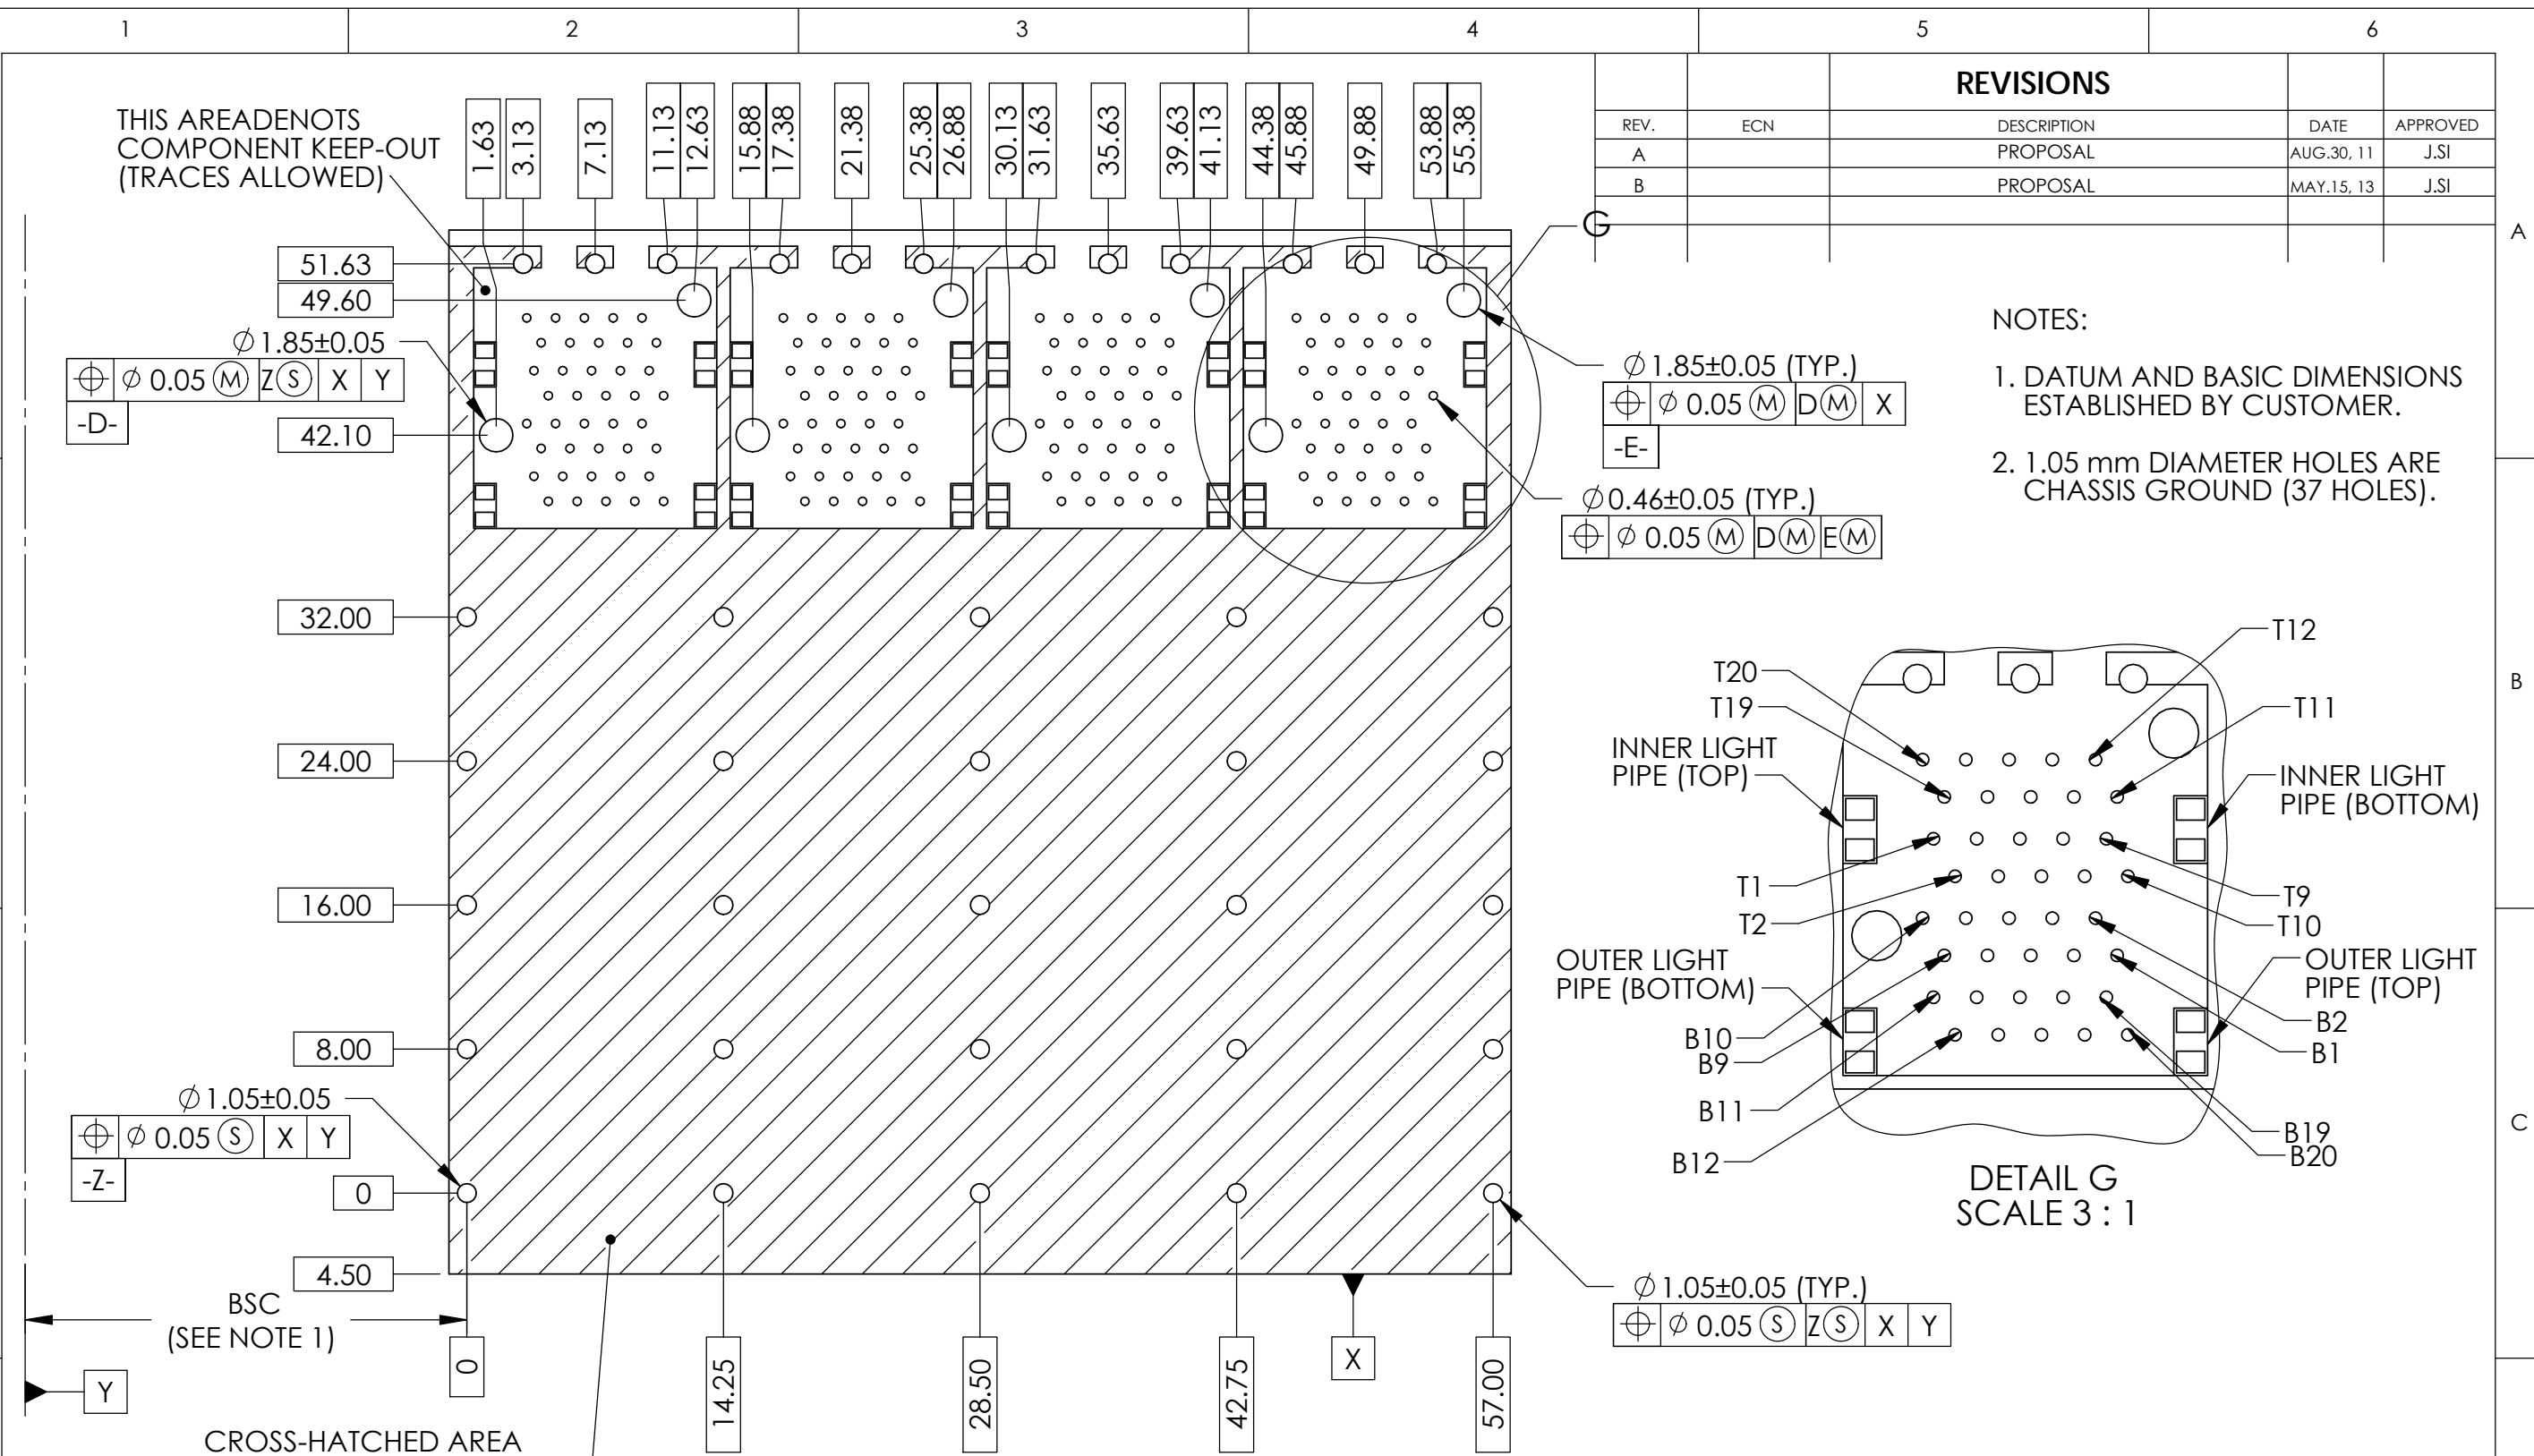 1 2 3 4 5 6
REVISIONS
REV. ECN DESCRIPTION DATE APPROVED
A PROPOSAL AUG.30, 11 J.SI
B PROPOSAL MAY.15, 13 J.SI
A
B
C
THIS AREADENOTS
COMPONENT KEEP-OUT
(TRACES ALLOWED)
1.63
3.13
7.13
11.13
12.63
15.88
17.38
21.38
25.38
26.88
30.13
31.63
35.63
39.63
41.13
44.38
45.88
49.88
53.88
55.38
G
51.63
49.60
∅1.85±0.05
⌖ ∅ 0.05 Ⓜ ZⓈ X Y
-D-
42.10
32.00
24.00
16.00
8.00
∅1.05±0.05
⌖ ∅ 0.05 Ⓢ X Y
-Z-
0
4.50
BSC
(SEE NOTE 1)
Y
0
14.25
28.50
42.75
X
57.00
CROSS-HATCHED AREA
∅1.85±0.05 (TYP.)
⌖ ∅ 0.05 Ⓜ DⓂ X
-E-
∅0.46±0.05 (TYP.)
⌖ ∅ 0.05 Ⓜ DⓂ EⓂ
∅1.05±0.05 (TYP.)
⌖ ∅ 0.05 Ⓢ ZⓈ X Y
NOTES:
1. DATUM AND BASIC DIMENSIONS
ESTABLISHED BY CUSTOMER.
2. 1.05 mm DIAMETER HOLES ARE
CHASSIS GROUND (37 HOLES).
T20
T19
INNER LIGHT
PIPE (TOP)
T1
T2
OUTER LIGHT
PIPE (BOTTOM)
B10
B9
B11
B12
T12
T11
INNER LIGHT
PIPE (BOTTOM)
T9
T10
OUTER LIGHT
PIPE (TOP)
B2
B1
B19
B20
DETAIL G
SCALE 3 : 1